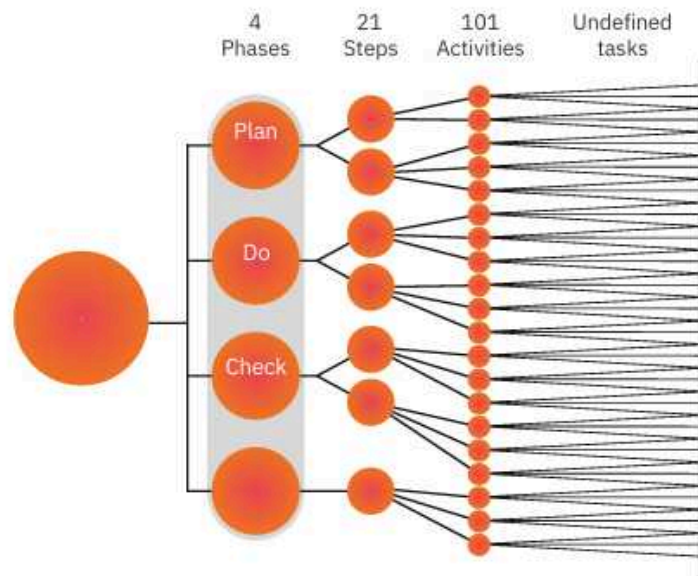 4
Phases
21
Steps
101
Activities
Undefined
tasks
Plan
Do
Check